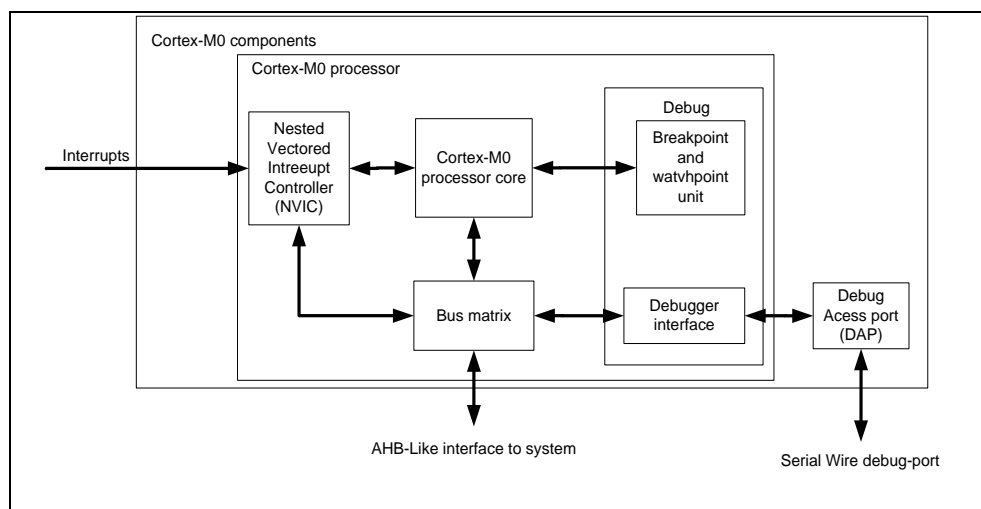 Cortex-M0 components
Cortex-M0 processor
Interrupts
Nested
Vectored
Intreeupt
Controller
(NVIC)
Cortex-M0
processor core
Debug
Breakpoint
and
watvhpoint
unit
Bus matrix
Debugger
interface
Debug
Acess port
(DAP)
AHB-Like interface to system
Serial Wire debug-port